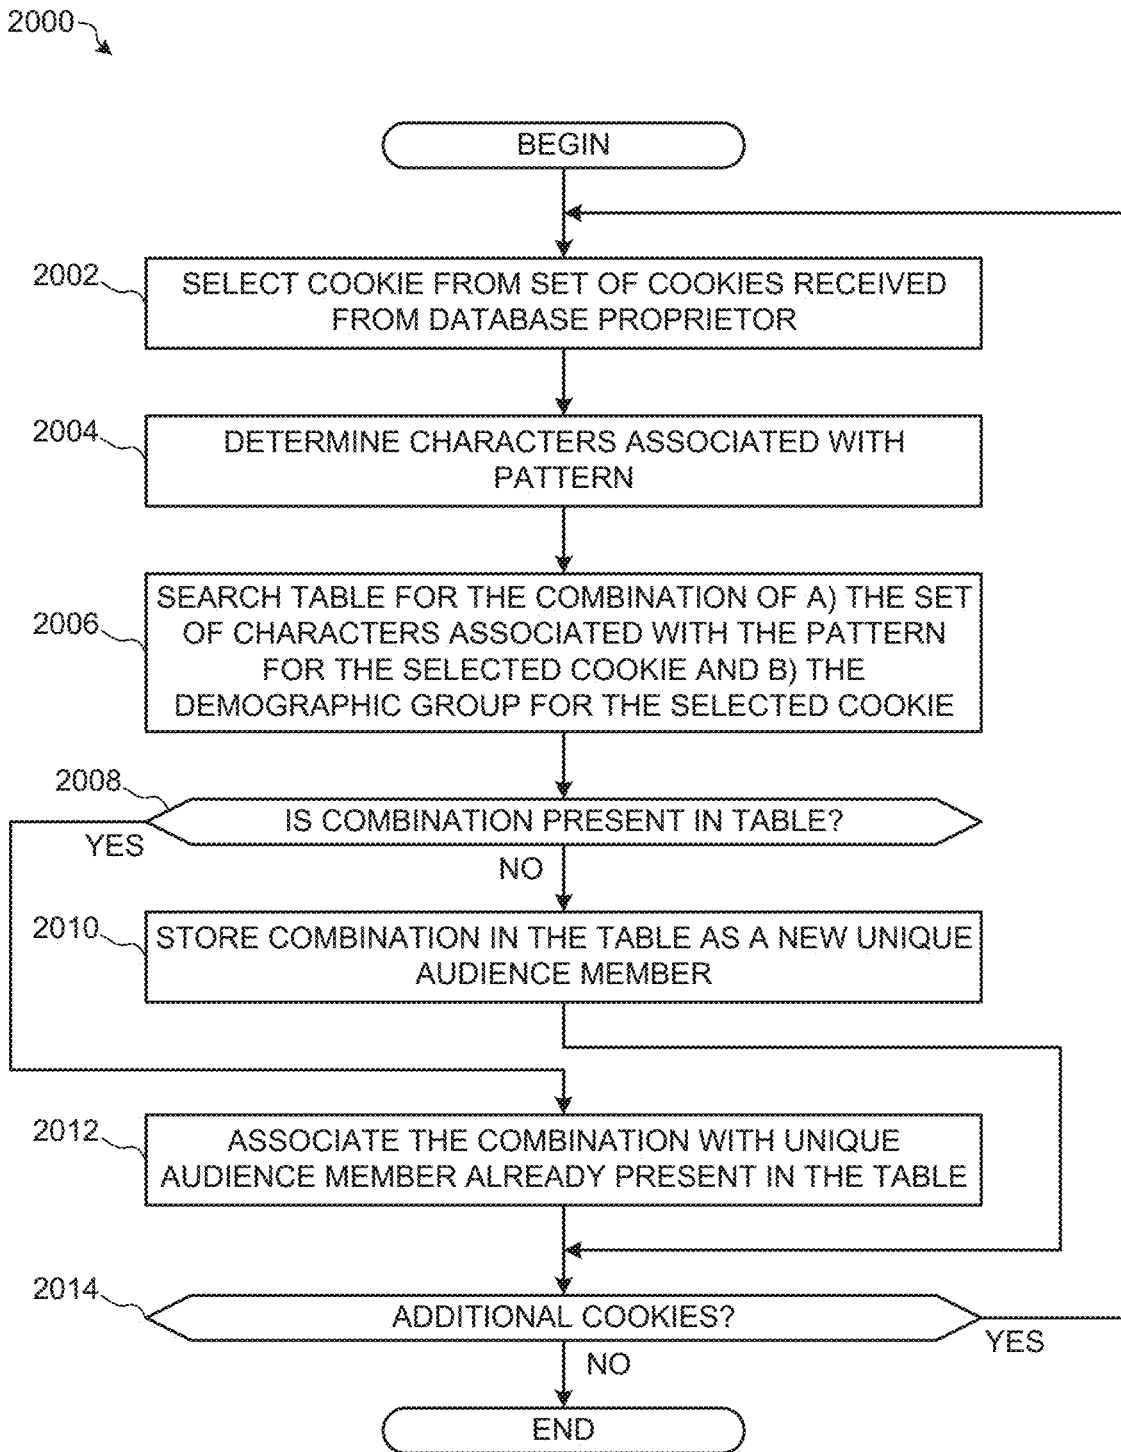 2000
BEGIN
2002
SELECT COOKIE FROM SET OF COOKIES RECEIVED
FROM DATABASE PROPRIETOR
2004
DETERMINE CHARACTERS ASSOCIATED WITH
PATTERN
2006
SEARCH TABLE FOR THE COMBINATION OF A) THE SET
OF CHARACTERS ASSOCIATED WITH THE PATTERN
FOR THE SELECTED COOKIE AND B) THE
DEMOGRAPHIC GROUP FOR THE SELECTED COOKIE
2008
IS COMBINATION PRESENT IN TABLE?
YES
NO
2010
STORE COMBINATION IN THE TABLE AS A NEW UNIQUE
AUDIENCE MEMBER
2012
ASSOCIATE THE COMBINATION WITH UNIQUE
AUDIENCE MEMBER ALREADY PRESENT IN THE TABLE
2014
ADDITIONAL COOKIES?
YES
NO
END